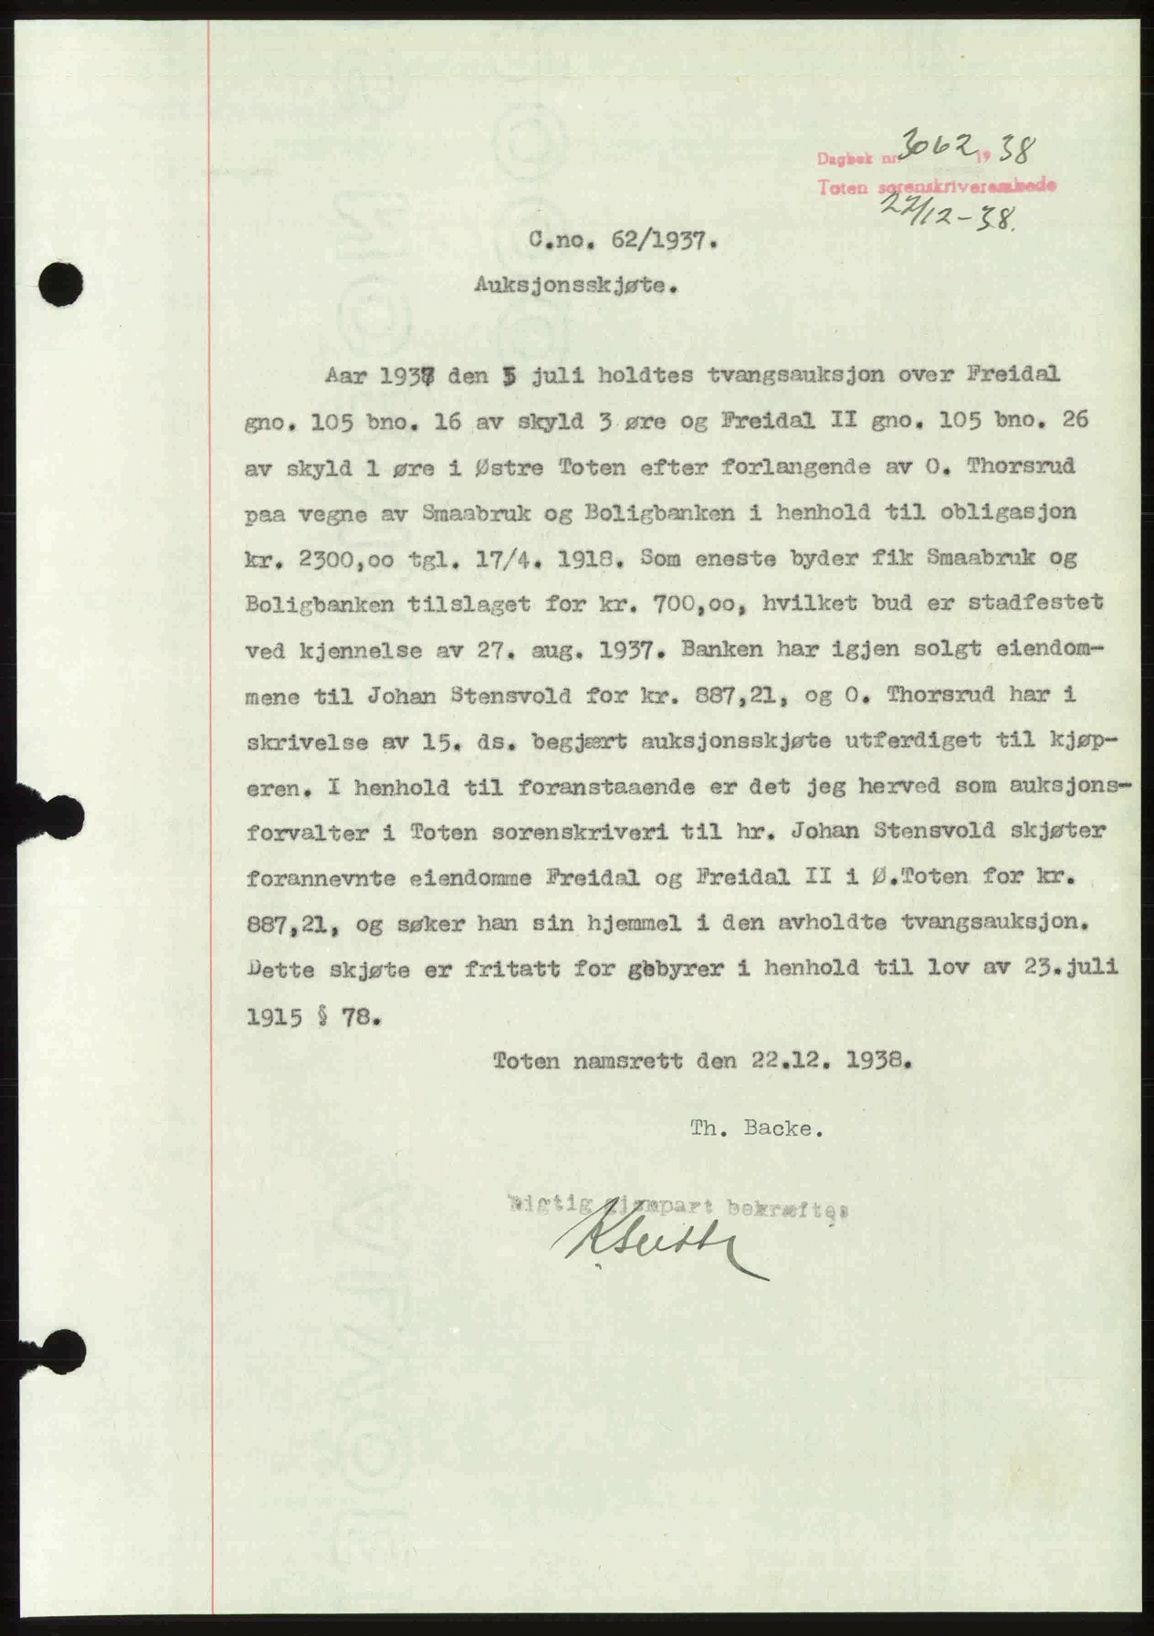 Dagbok nr 3062 1938
Toten sorenskriverembede
22/12-38.
C.no. 62/1937.
Auksjonsskjøte.
Aar 1937 den 5 juli holdtes tvangsauksjon over Freidal
gno. 105 bno. 16 av skyld 3 øre og Freidal II gno. 105 bno. 26
av skyld 1 øre i Østre Toten efter forlangende av O. Thorsrud
paa vegne av Smaabruk og Boligbanken i henhold til obligasjon
kr. 2300,oo tgl. 17/4. 1918. Som eneste byder fik Smaabruk og
Boligbanken tilslaget for kr. 700,oo, hvilket bud er stadfestet
ved kjennelse av 27. aug. 1937. Banken har igjen solgt eiendom-
mene til Johan Stensvold for kr. 887,21, og O. Thorsrud har i
skrivelse av 15. ds. begjært auksjonsskjøte utferdiget til kjøp-
eren. I henhold til foranstaaende er det jeg herved som auksjons-
forvalter i Toten sorenskriveri til hr. Johan Stensvold skjøter
forannevnte eiendomme Freidal og Freidal II i Ø.Toten for kr.
887,21, og søker han sin hjemmel i den avholdte tvangsauksjon.
Dette skjøte er fritatt for gebyrer i henhold til lov av 23.juli
1915 § 78.
Toten namsrett den 22.12. 1938.
Th. Backe.
Rigtig gjenpart bekræftes